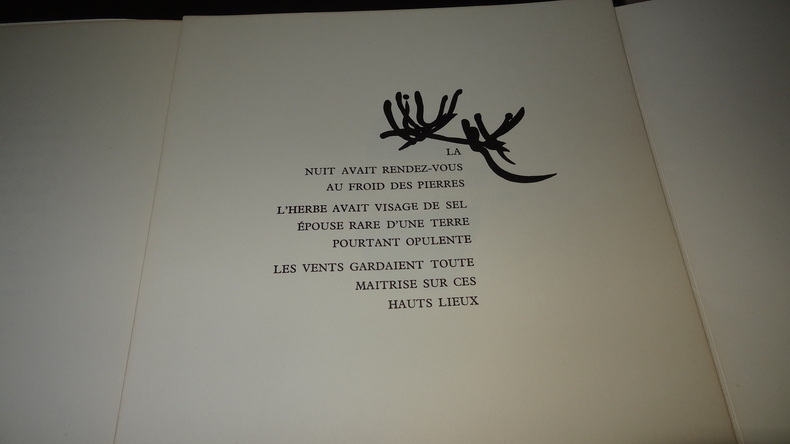 LA
NUIT AVAIT RENDEZ-VOUS
AU FROID DES PIERRES
L'HERBE AVAIT VISAGE DE SEL
ÉPOUSE RARE D'UNE TERRE
POURTANT OPULENTE
LES VENTS GARDAIENT TOUTE
MAITRISE SUR CES
HAUTS LIEUX